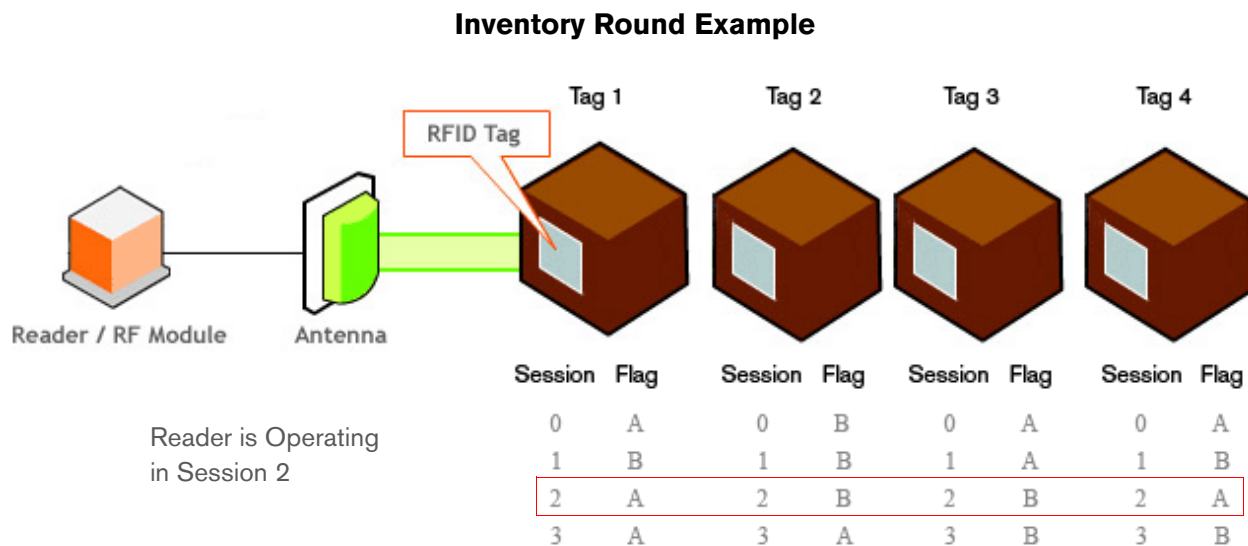 Inventory Round Example
Tag 1 Tag 2 Tag 3 Tag 4
RFID Tag
Reader / RF Module Antenna
Session Flag Session Flag Session Flag Session Flag
Reader is Operating
in Session 2
0 A 0 B 0 A 0 A
1 B 1 B 1 A 1 B
2 A 2 B 2 B 2 A
3 A 3 A 3 B 3 B